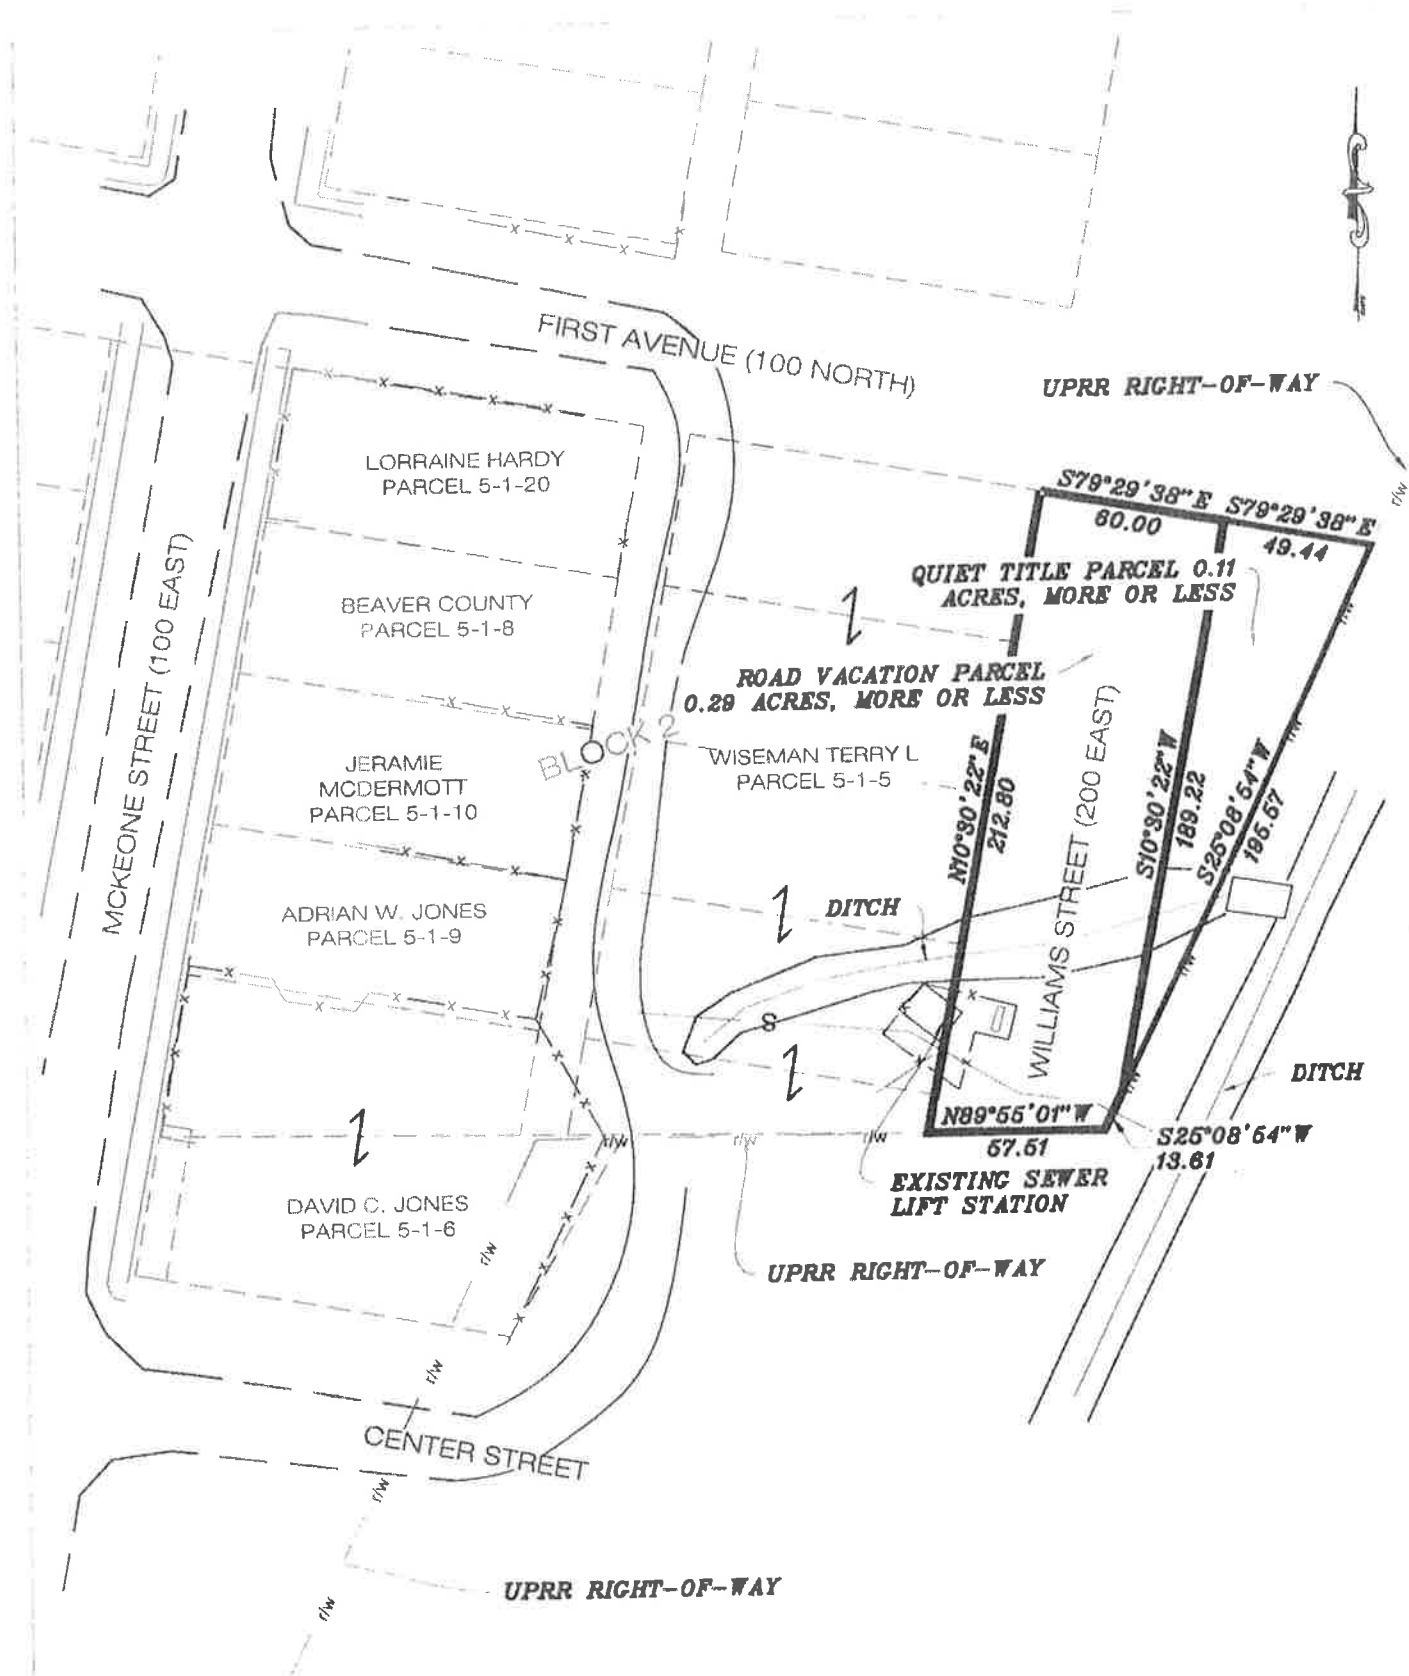 FIRST AVENUE (100 NORTH)
UPRR RIGHT-OF-WAY
r/w
LORRAINE HARDY
PARCEL 5-1-20
S79°29'38"E
60.00
S79°29'38"E
49.44
QUIET TITLE PARCEL 0.11
ACRES, MORE OR LESS
BEAVER COUNTY
PARCEL 5-1-8
ROAD VACATION PARCEL
0.29 ACRES, MORE OR LESS
MCKEONE STREET (100 EAST)
BLOCK 2
WISEMAN TERRY L
PARCEL 5-1-5
JERAMIE
MCDERMOTT
PARCEL 5-1-10
N10°30'22"E
212.80
WILLIAMS STREET (200 EAST)
S10°30'22"W
189.22
S25°08'54"W
195.57
r/w
r/w
r/w
r/w
ADRIAN W. JONES
PARCEL 5-1-9
DITCH
S
DITCH
N89°55'01"W
57.51
S25°08'54"W
13.61
r/w
r/w
r/w
EXISTING SEWER
LIFT STATION
DAVID C. JONES
PARCEL 5-1-6
r/w
UPRR RIGHT-OF-WAY
r/w
CENTER STREET
r/w
UPRR RIGHT-OF-WAY
r/w